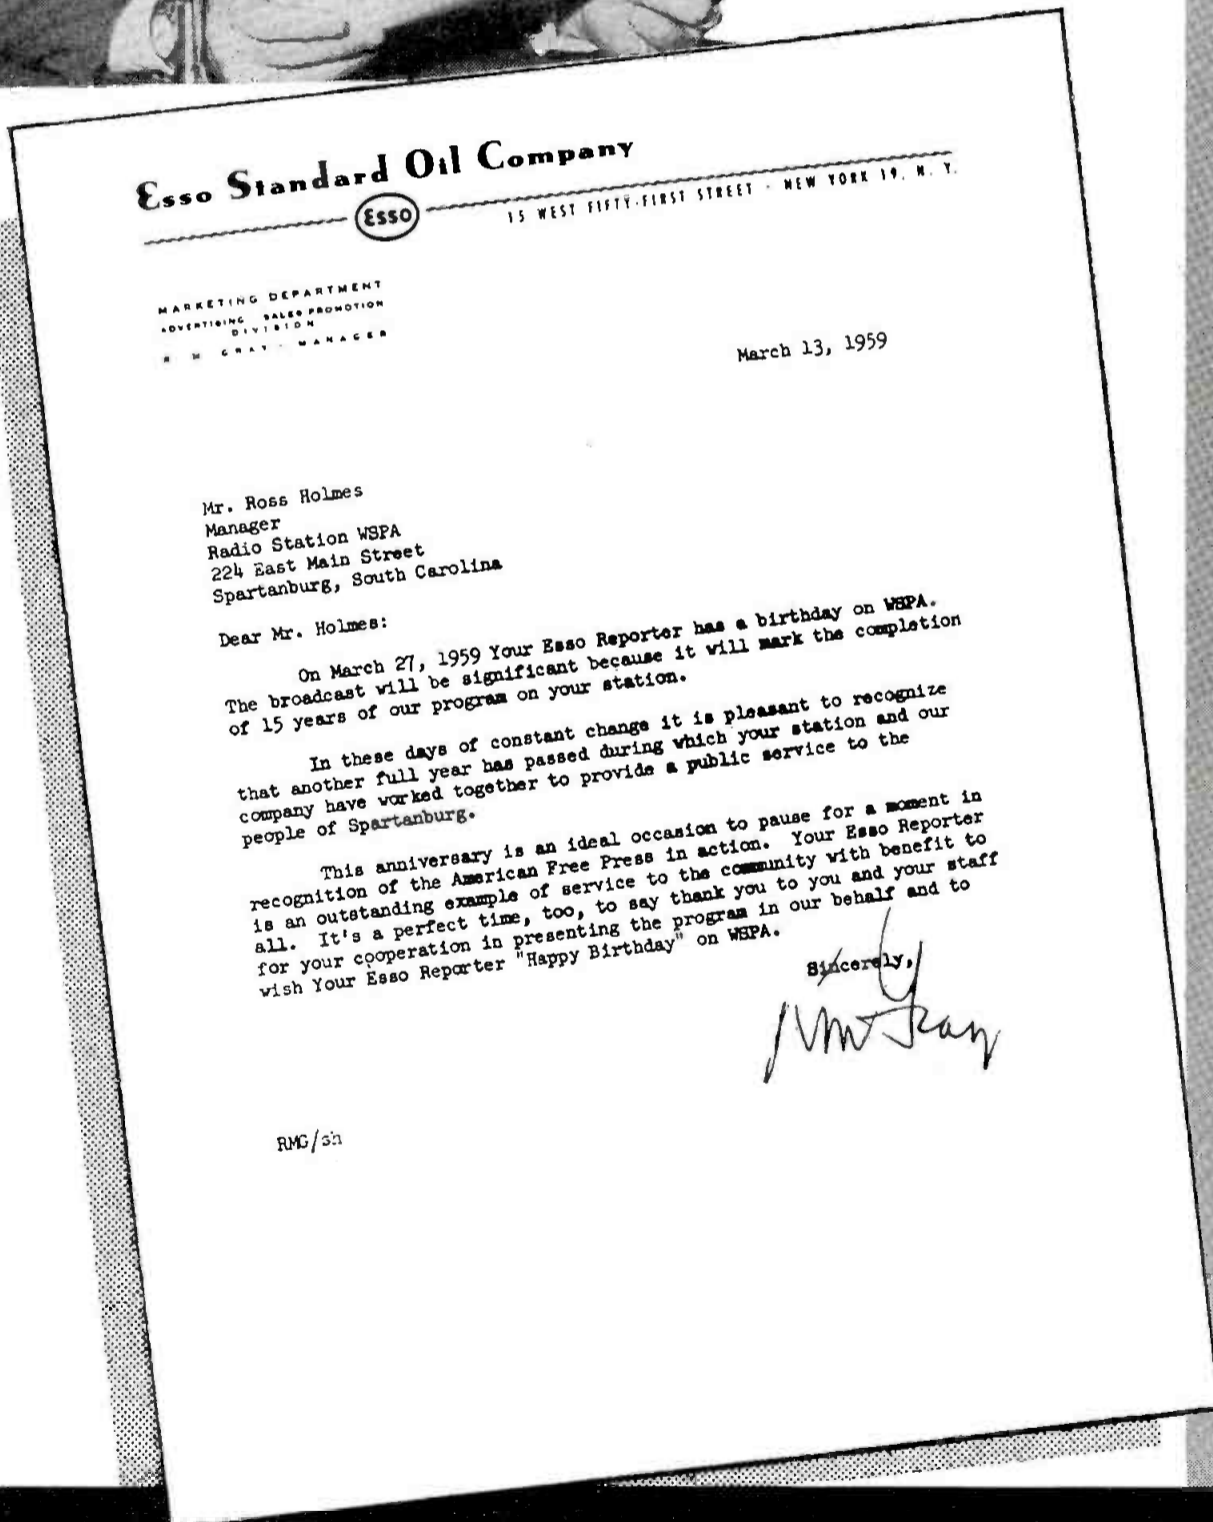 Esso Standard Oil Company
Esso
15 WEST FIFTY-FIRST STREET · NEW YORK 19, N. Y.
MARKETING DEPARTMENT
ADVERTISING SALES PROMOTION
DIVISION
R M GRAY · MANAGER
March 13, 1959
Mr. Ross Holmes
Manager
Radio Station WSPA
224 East Main Street
Spartanburg, South Carolina
Dear Mr. Holmes:
On March 27, 1959 Your Esso Reporter has a birthday on WSPA.
The broadcast will be significant because it will mark the completion
of 15 years of our program on your station.
In these days of constant change it is pleasant to recognize
that another full year has passed during which your station and our
company have worked together to provide a public service to the
people of Spartanburg.
This anniversary is an ideal occasion to pause for a moment in
recognition of the American Free Press in action. Your Esso Reporter
is an outstanding example of service to the community with benefit to
all. It's a perfect time, too, to say thank you to you and your staff
for your cooperation in presenting the program in our behalf and to
wish Your Esso Reporter "Happy Birthday" on WSPA.
Sincerely,
RM Gray
RMG/sh